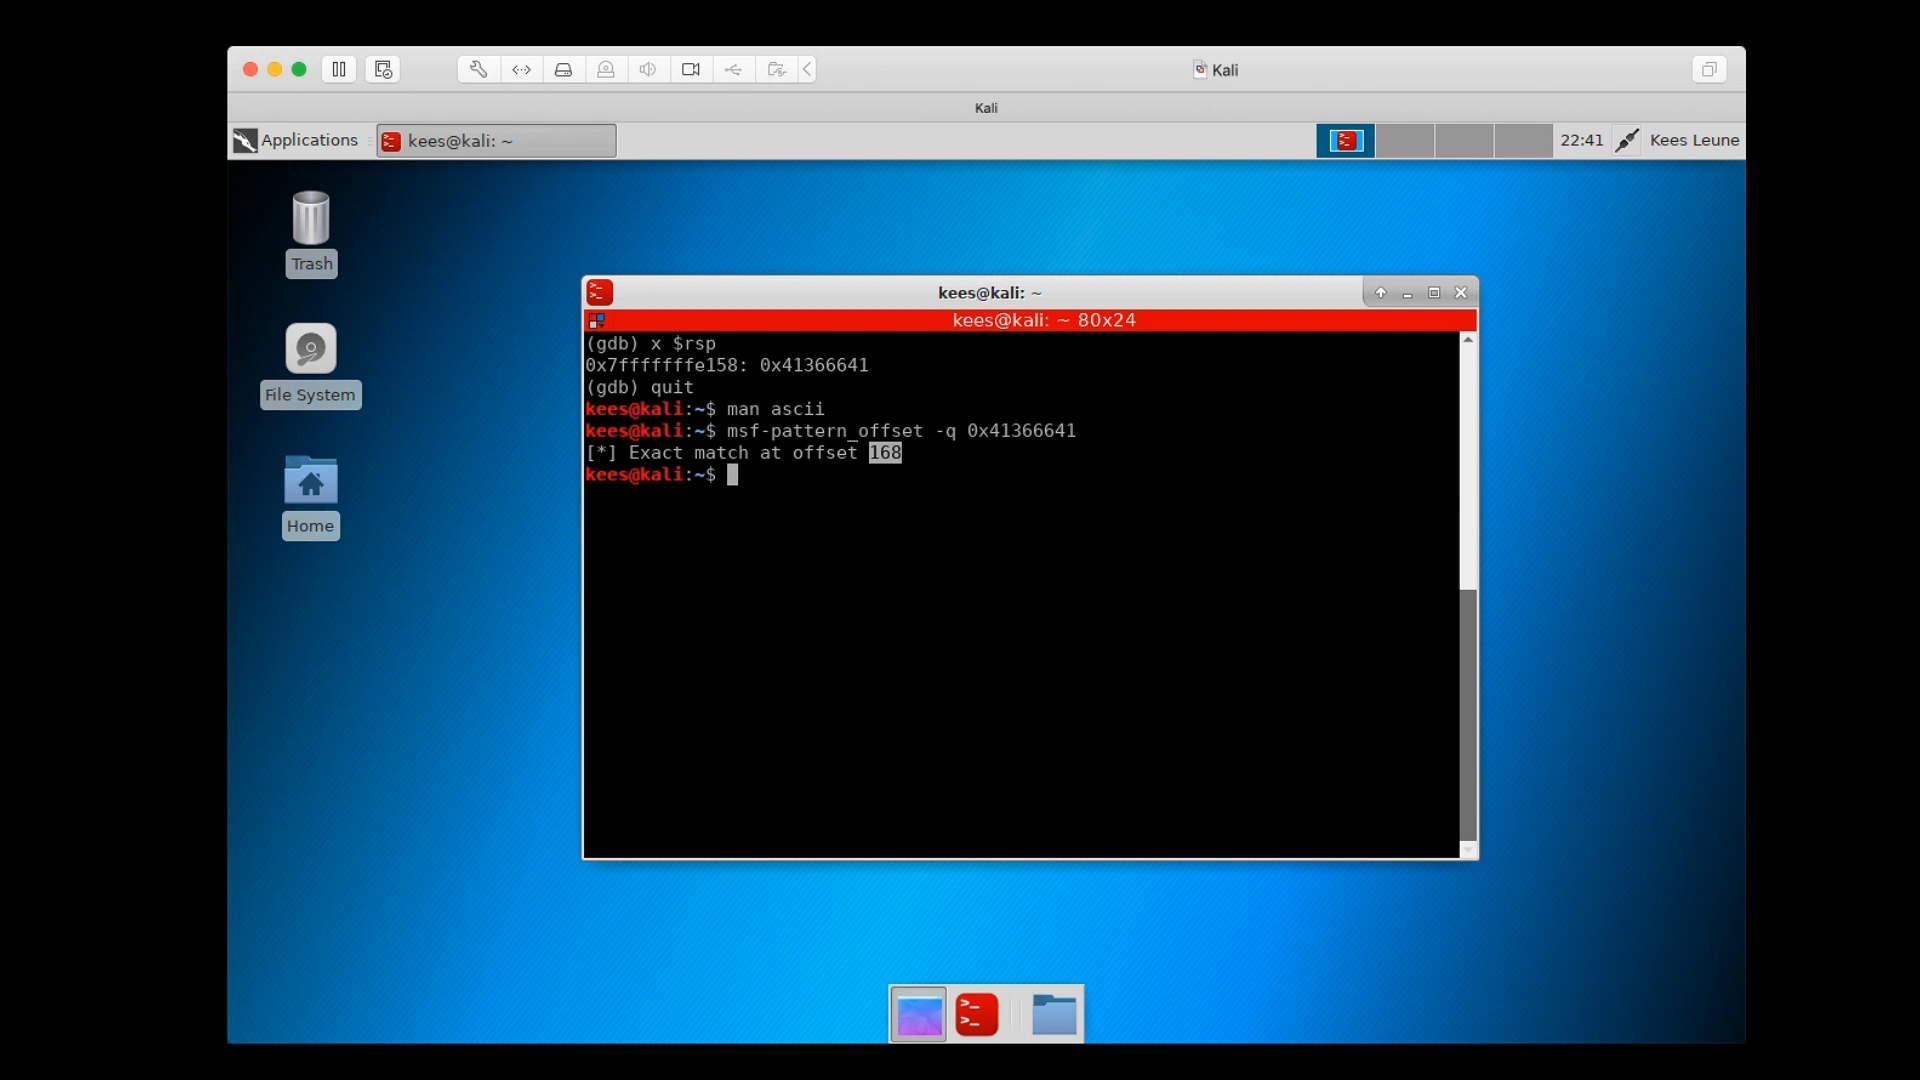 Kali
Kali
Applications
kees@kali: ~
22:41
Kees Leune
Trash
File System
Home
kees@kali: ~
kees@kali: ~ 80x24
(gdb) x $rsp
0x7fffffffe158: 0x41366641
(gdb) quit
kees@kali:~$ man ascii
kees@kali:~$ msf-pattern_offset -q 0x41366641
[*] Exact match at offset 168
kees@kali:~$